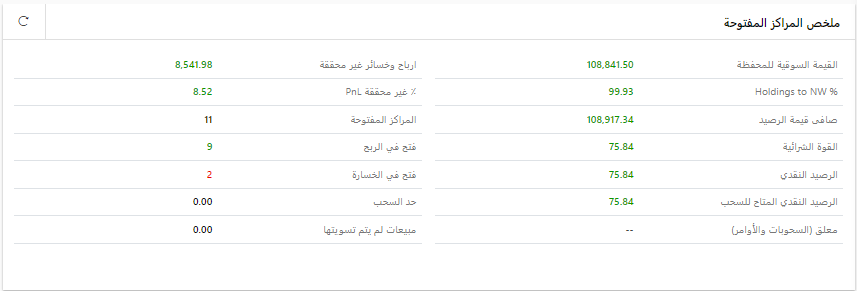 ملخص المراكز المفتوحة
القيمة السوقية للمحفظة 108,841.50 ارباح وخسائر غير محققة 8,541.98
Holdings to NW % 99.93 ٪ غير محققة PnL 8.52
صافى قيمة الرصيد 108,917.34 المراكز المفتوحة 11
القوة الشرائية 75.84 فتح في الربح 9
الرصيد النقدي 75.84 فتح في الخسارة 2
الرصيد النقدي المتاح للسحب 75.84 حد السحب 0.00
معلق (السحوبات والأوامر) -- مبيعات لم يتم تسويتها 0.00